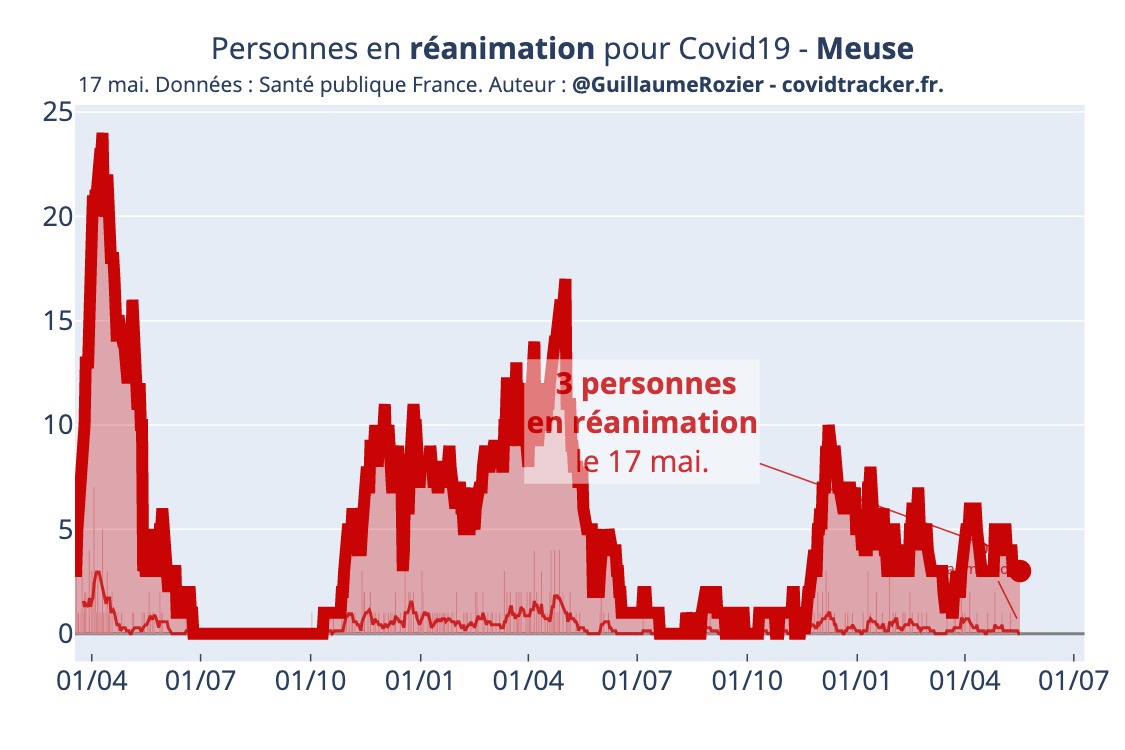 Personnes en réanimation pour Covid19 - Meuse
17 mai. Données : Santé publique France. Auteur : @GuillaumeRozier - covidtracker.fr.
25
20
15
10
5
0
3 personnes
en réanimation
le 17 mai.
01/04 01/07 01/10 01/01 01/04 01/07 01/10 01/01 01/04 01/07